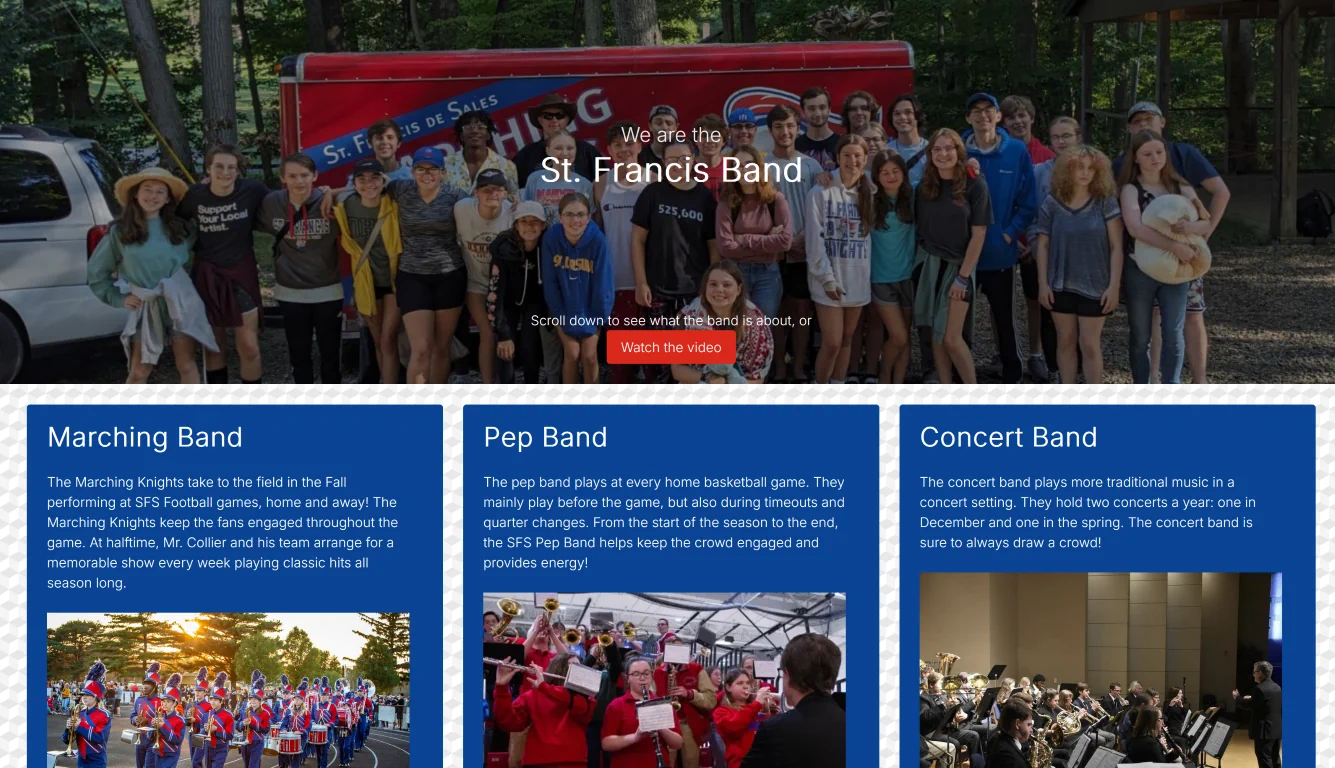 St. Francis de Sales
We are the
St. Francis Band
Support
Your Local
Artist.
525,600
Scroll down to see what the band is about, or
Watch the video
Marching Band
The Marching Knights take to the field in the Fall
performing at SFS Football games, home and away! The
Marching Knights keep the fans engaged throughout the
game. At halftime, Mr. Collier and his team arrange for a
memorable show every week playing classic hits all
season long.
Pep Band
The pep band plays at every home basketball game. They
mainly play before the game, but also during timeouts and
quarter changes. From the start of the season to the end,
the SFS Pep Band helps keep the crowd engaged and
provides energy!
Concert Band
The concert band plays more traditional music in a
concert setting. They hold two concerts a year: one in
December and one in the spring. The concert band is
sure to always draw a crowd!